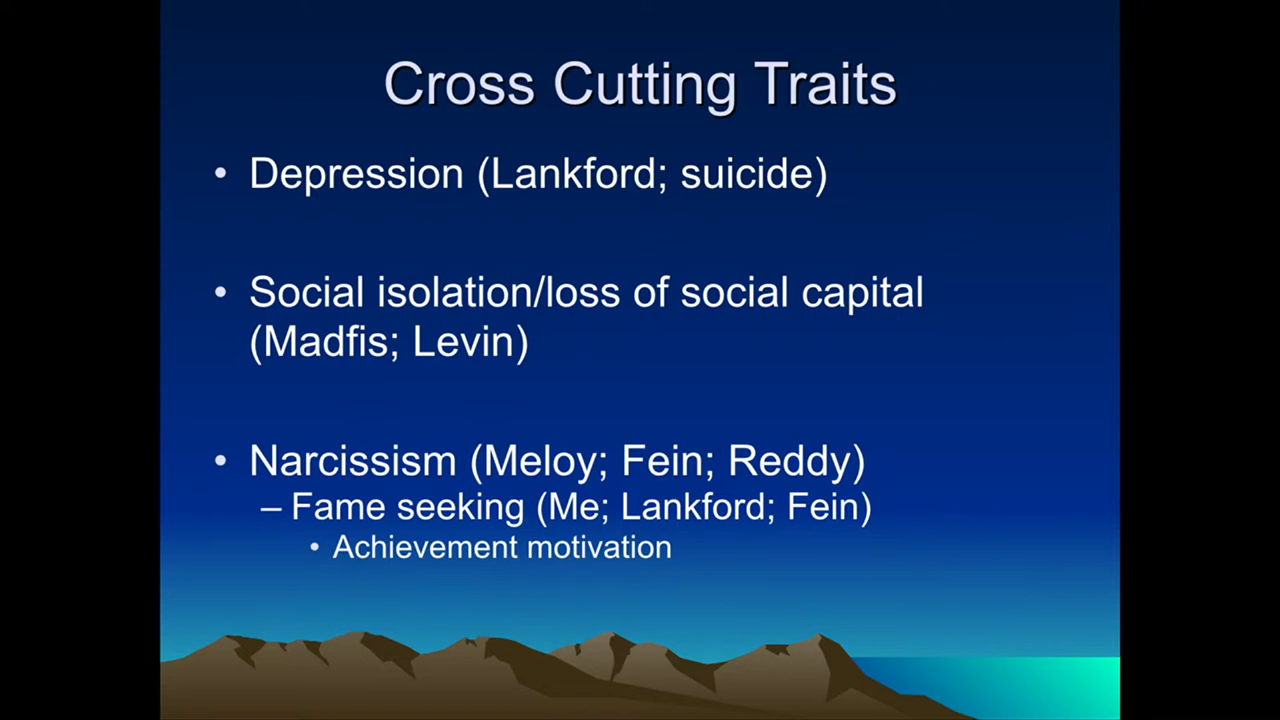 Cross Cutting Traits
• Depression (Lankford; suicide)
• Social isolation/loss of social capital
(Madfis; Levin)
• Narcissism (Meloy; Fein; Reddy)
– Fame seeking (Me; Lankford; Fein)
• Achievement motivation